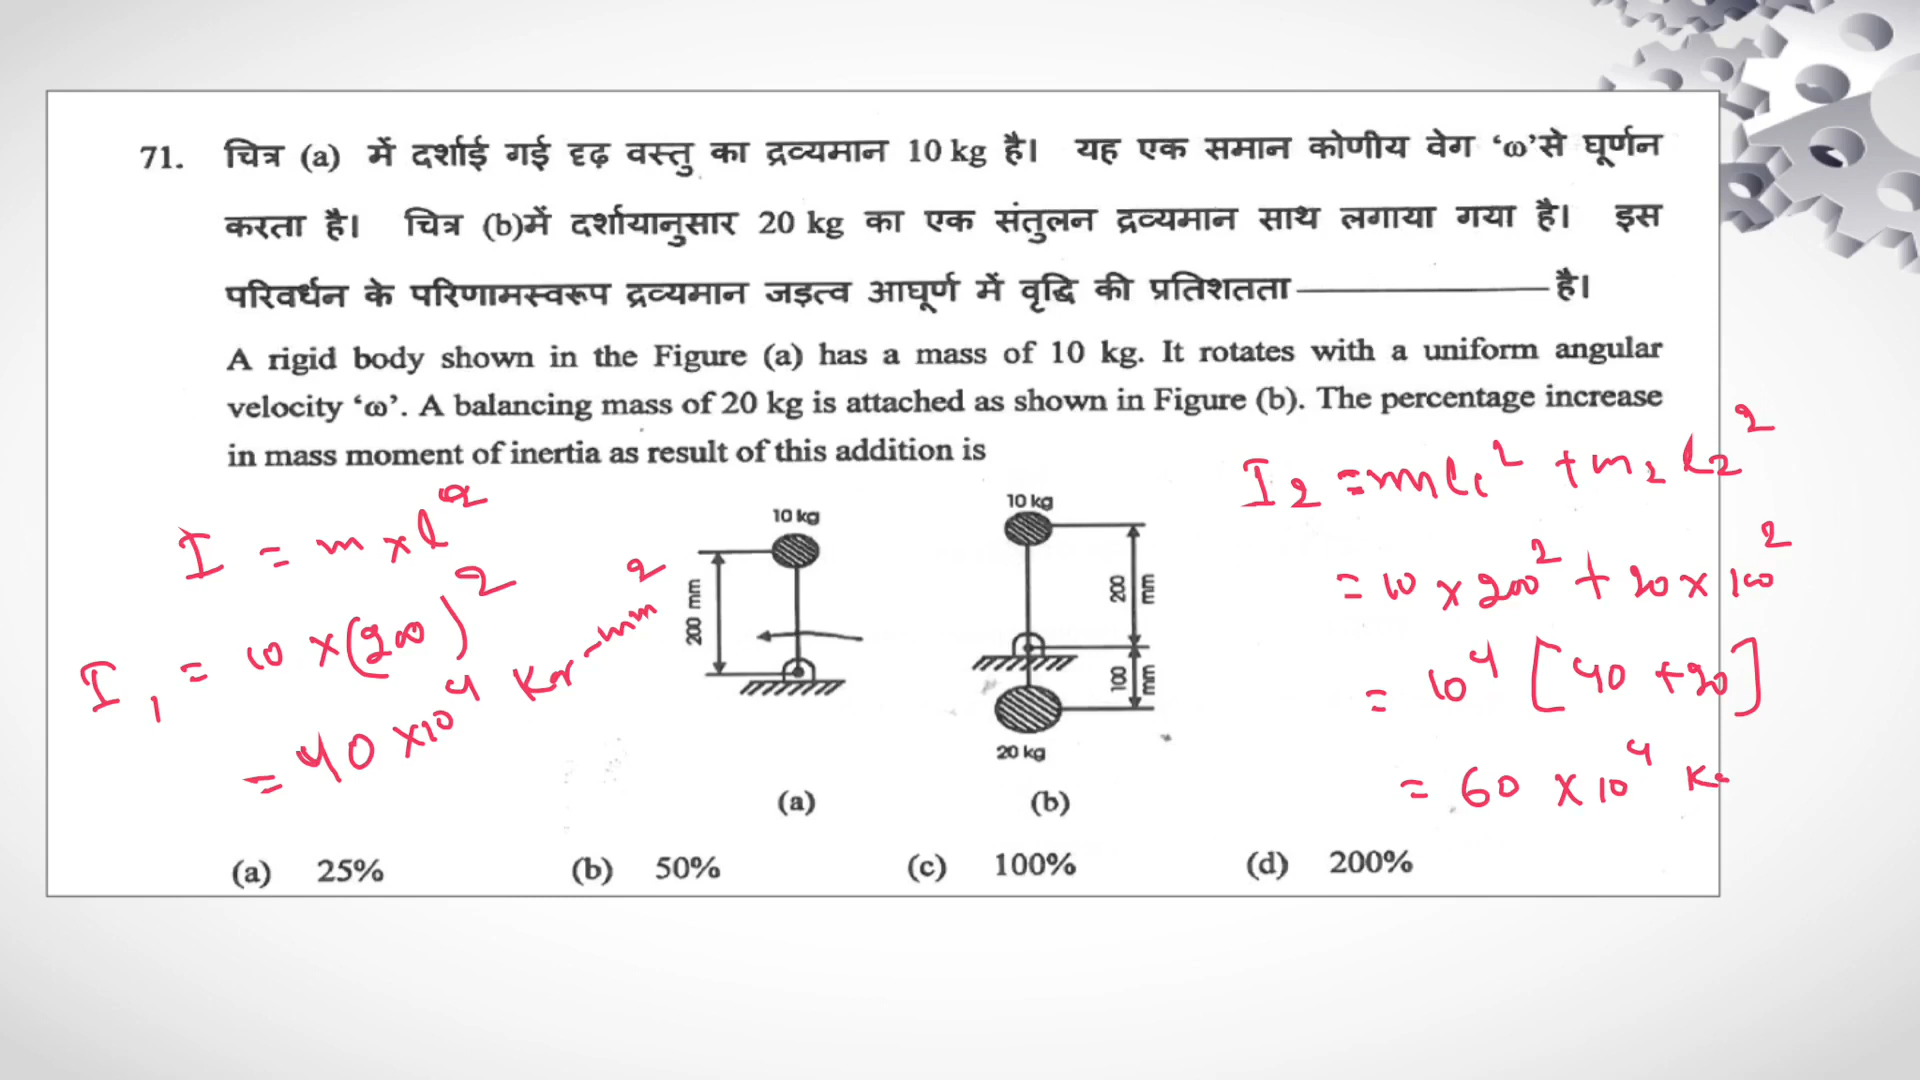 71. चित्र (a) में दर्शाई गई दृढ़ वस्तु का द्रव्यमान 10 kg है। यह एक समान कोणीय वेग ‘ω’से घूर्णन
करता है। चित्र (b)में दर्शायानुसार 20 kg का एक संतुलन द्रव्यमान साथ लगाया गया है। इस
परिवर्धन के परिणामस्वरूप द्रव्यमान जड़त्व आघूर्ण में वृद्धि की प्रतिशतता ———— है।
A rigid body shown in the Figure (a) has a mass of 10 kg. It rotates with a uniform angular
velocity ‘ω’. A balancing mass of 20 kg is attached as shown in Figure (b). The percentage increase
in mass moment of inertia as result of this addition is
I = m x l²
I₁ = 10 x (200)²
= 40 x 10⁴ Kg-mm²
10 kg
200 mm
(a)
10 kg
200 mm
100 mm
20 kg
(b)
I₂ = m l₁² + m₂ l₂²
= 10 x 200² + 20 x 100²
= 10⁴ [40 + 20]
= 60 x 10⁴
(a) 25% (b) 50% (c) 100% (d) 200%